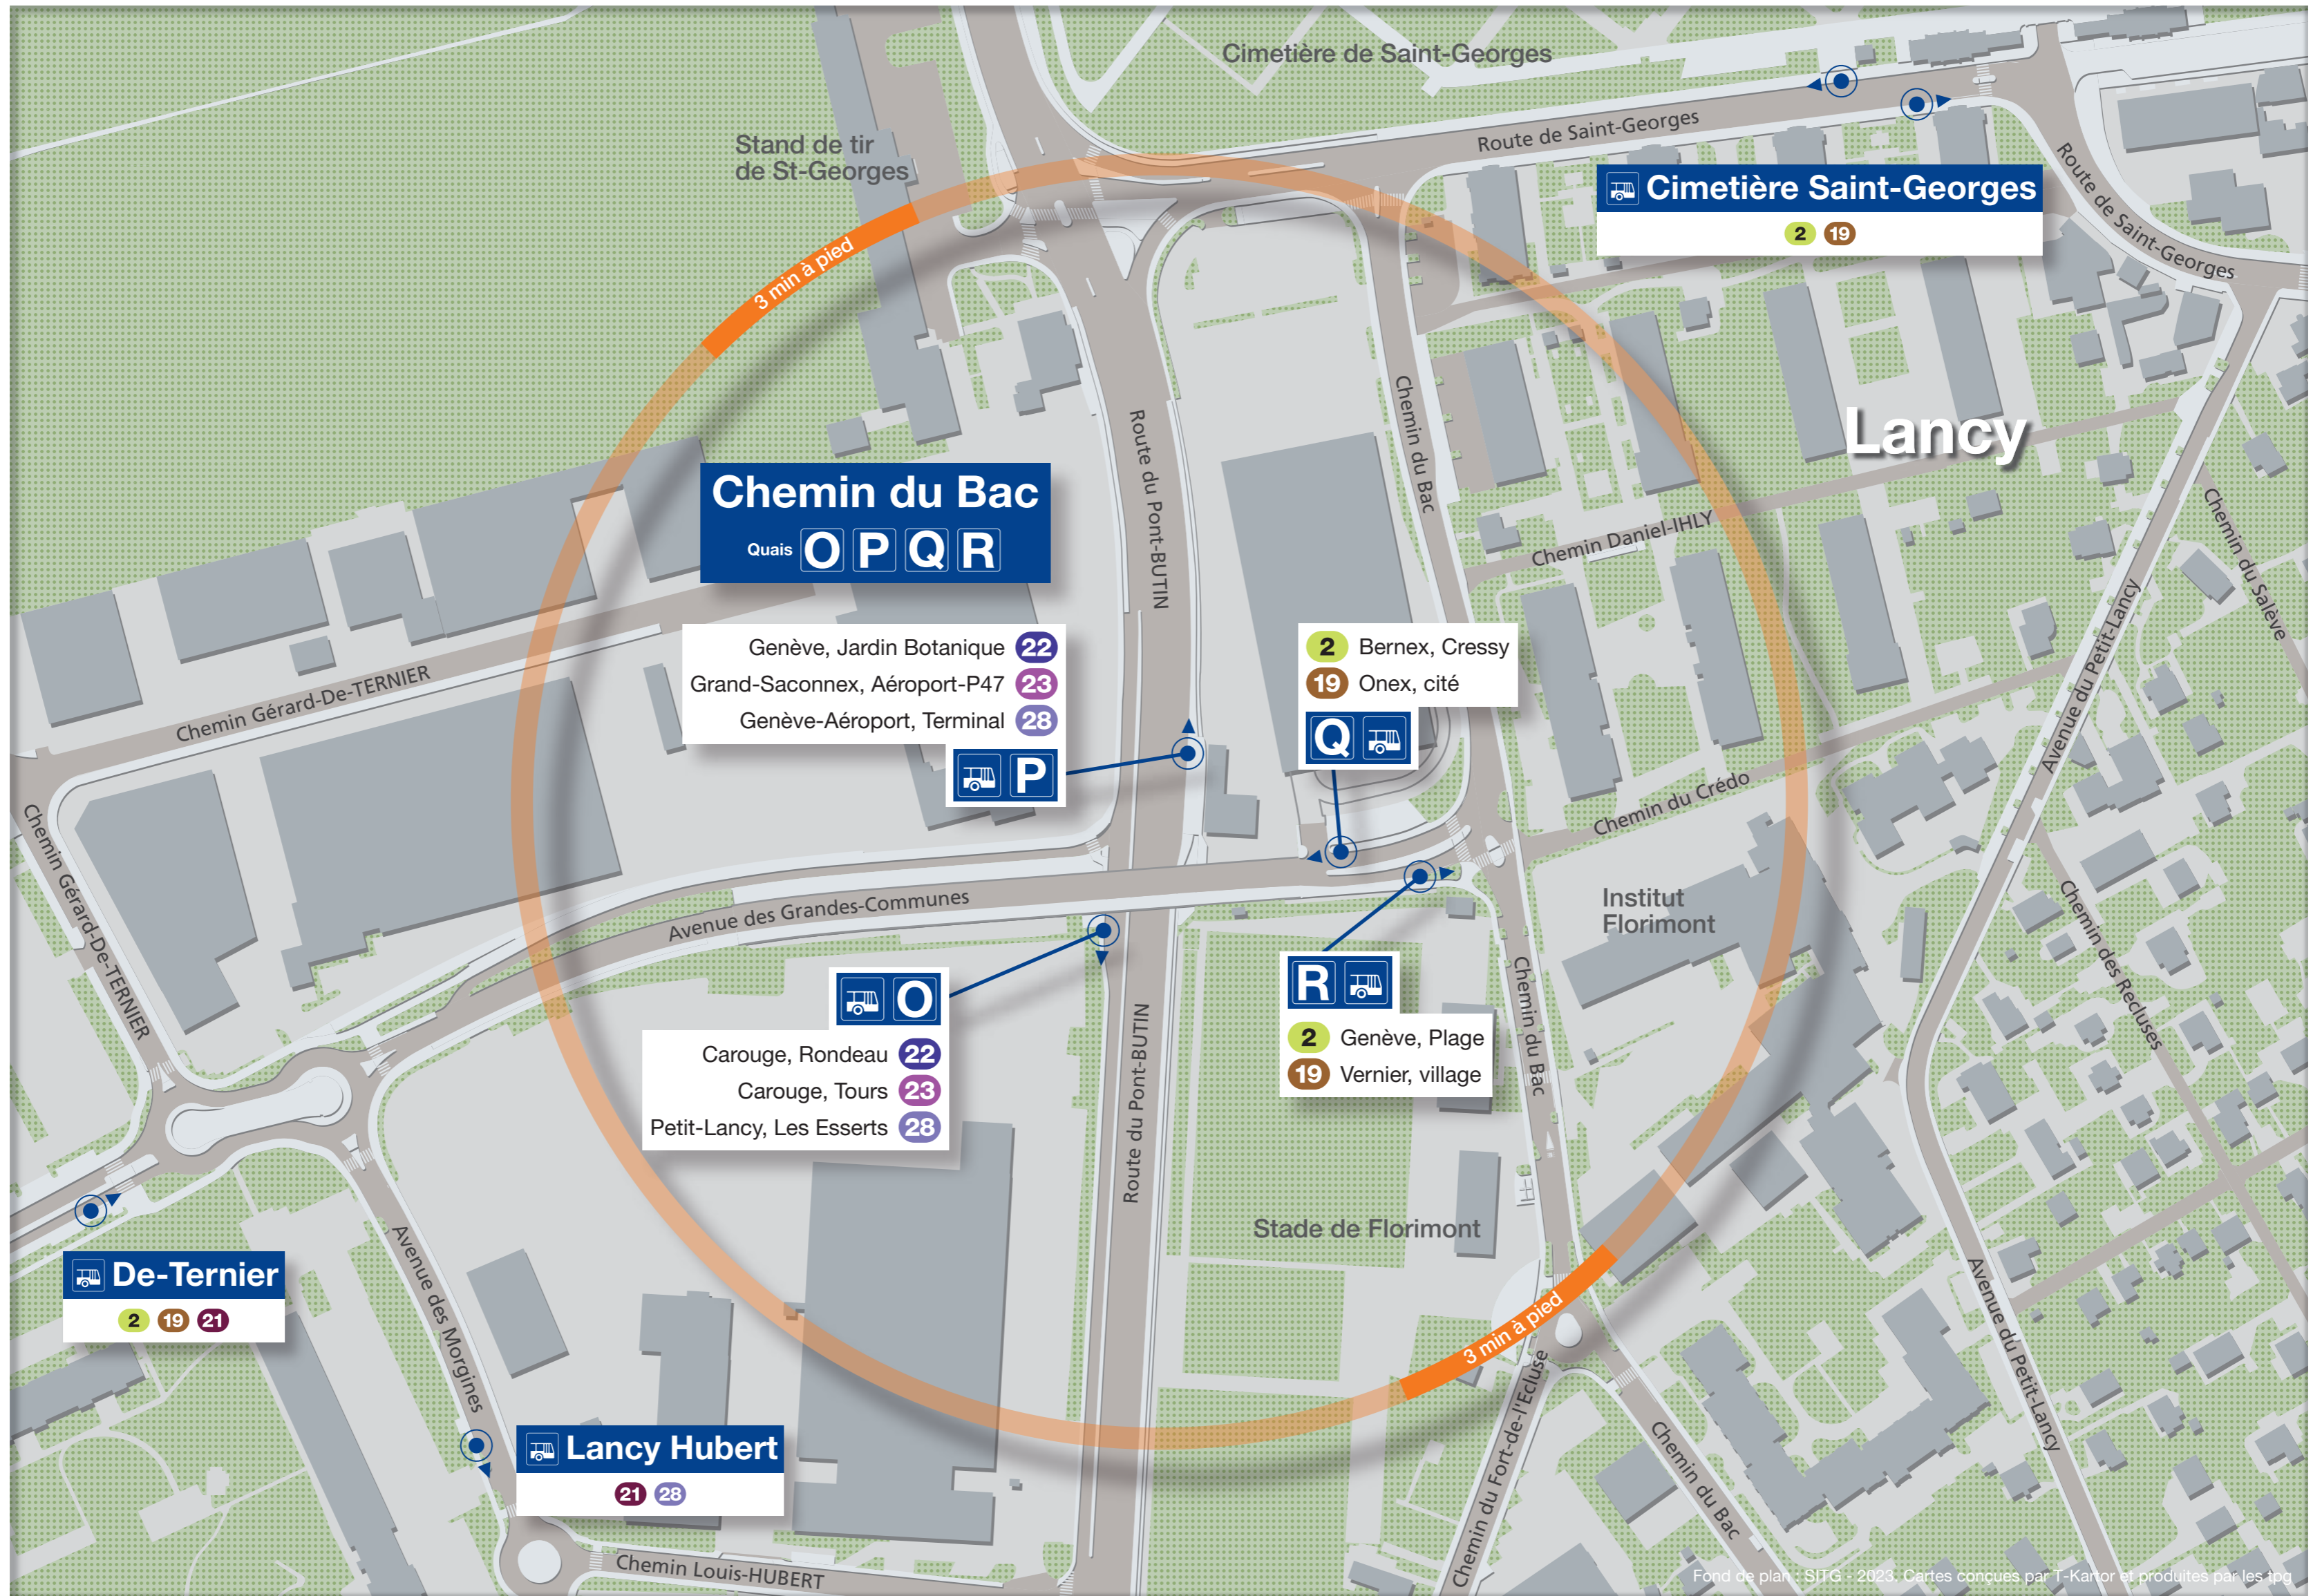 Cimetière de Saint-Georges
Stand de tir
de St-Georges
Route de Saint-Georges
Route de Saint-Georges
Cimetière Saint-Georges
2 19
3 min à pied
Lancy
Chemin du Bac
Quais O P Q R
Route du Pont-BUTIN
Chemin du Bac
Chemin Daniel-IHLY
Chemin du Salève
Avenue du Petit-Lancy
Genève, Jardin Botanique 22
Grand-Saconnex, Aéroport-P47 23
Genève-Aéroport, Terminal 28
P
2 Bernex, Cressy
19 Onex, cité
Q
Chemin Gérard-De-TERNIER
Chemin Gérard-De-TERNIER
Chemin du Crédo
Avenue des Grandes-Communes
Institut
Florimont
Chemin des Recluses
O
Carouge, Rondeau 22
Carouge, Tours 23
Petit-Lancy, Les Esserts 28
R
2 Genève, Plage
19 Vernier, village
Chemin du Bac
Route du Pont-BUTIN
Stade de Florimont
De-Ternier
2 19 21
Avenue des Morgines
3 min à pied
Avenue du Petit-Lancy
Lancy Hubert
21 28
Chemin du Fort-de-l'Ecluse
Chemin du Bac
Chemin Louis-HUBERT
Fond de plan : SITG - 2023, Cartes conçues par T-Kartor et produites par les tpg